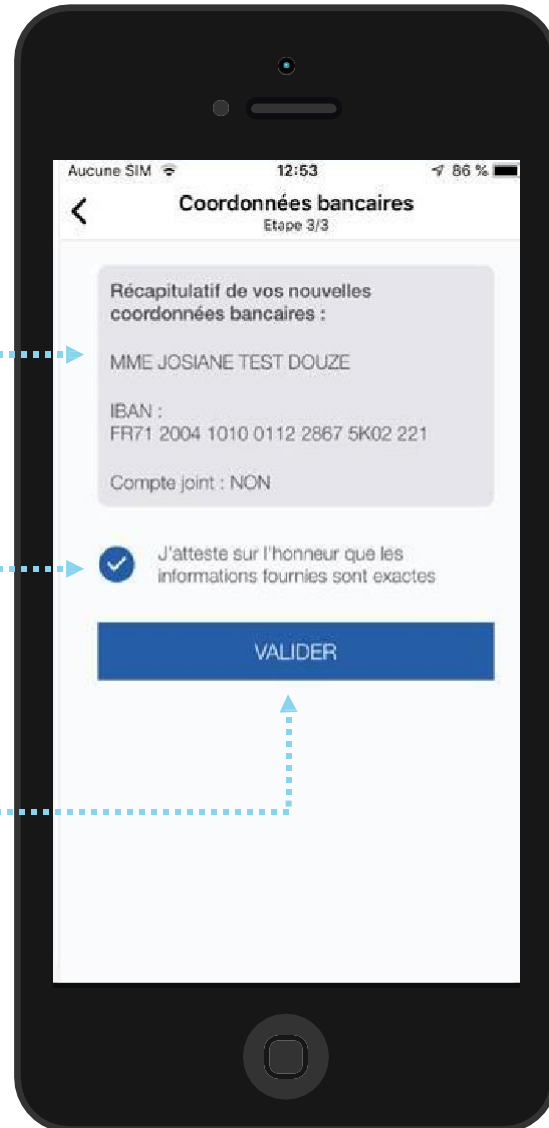 Aucune SIM 12:53 86 %
Coordonnées bancaires
Etape 3/3
Récapitulatif de vos nouvelles
coordonnées bancaires :
MME JOSIANE TEST DOUZE
IBAN :
FR71 2004 1010 0112 2867 5K02 221
Compte joint : NON
J'atteste sur l'honneur que les
informations fournies sont exactes
VALIDER